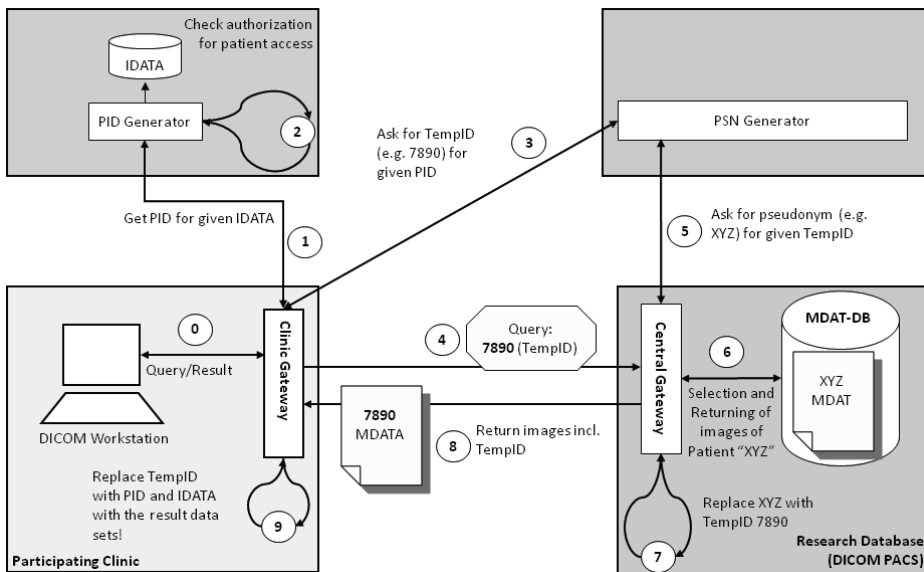 Check authorization
for patient access
IDATA
PID Generator
2
Ask for TempID
(e.g. 7890) for
given PID
3
PSN Generator
Get PID for given IDATA
1
5
Ask for pseudonym (e.g.
XYZ) for given TempID
0
Query/Result
DICOM Workstation
Clinic Gateway
4
Query:
7890 (TempID)
Central Gateway
6
Selection and
Returning of
images of
Patient “XYZ”
MDAT-DB
XYZ
MDAT
7890
MDATA
8
Return images incl.
TempID
Replace TempID
with PID and IDATA
with the result data
sets!
9
Replace XYZ with
TempID 7890
7
Participating Clinic
Research Database
(DICOM PACS)